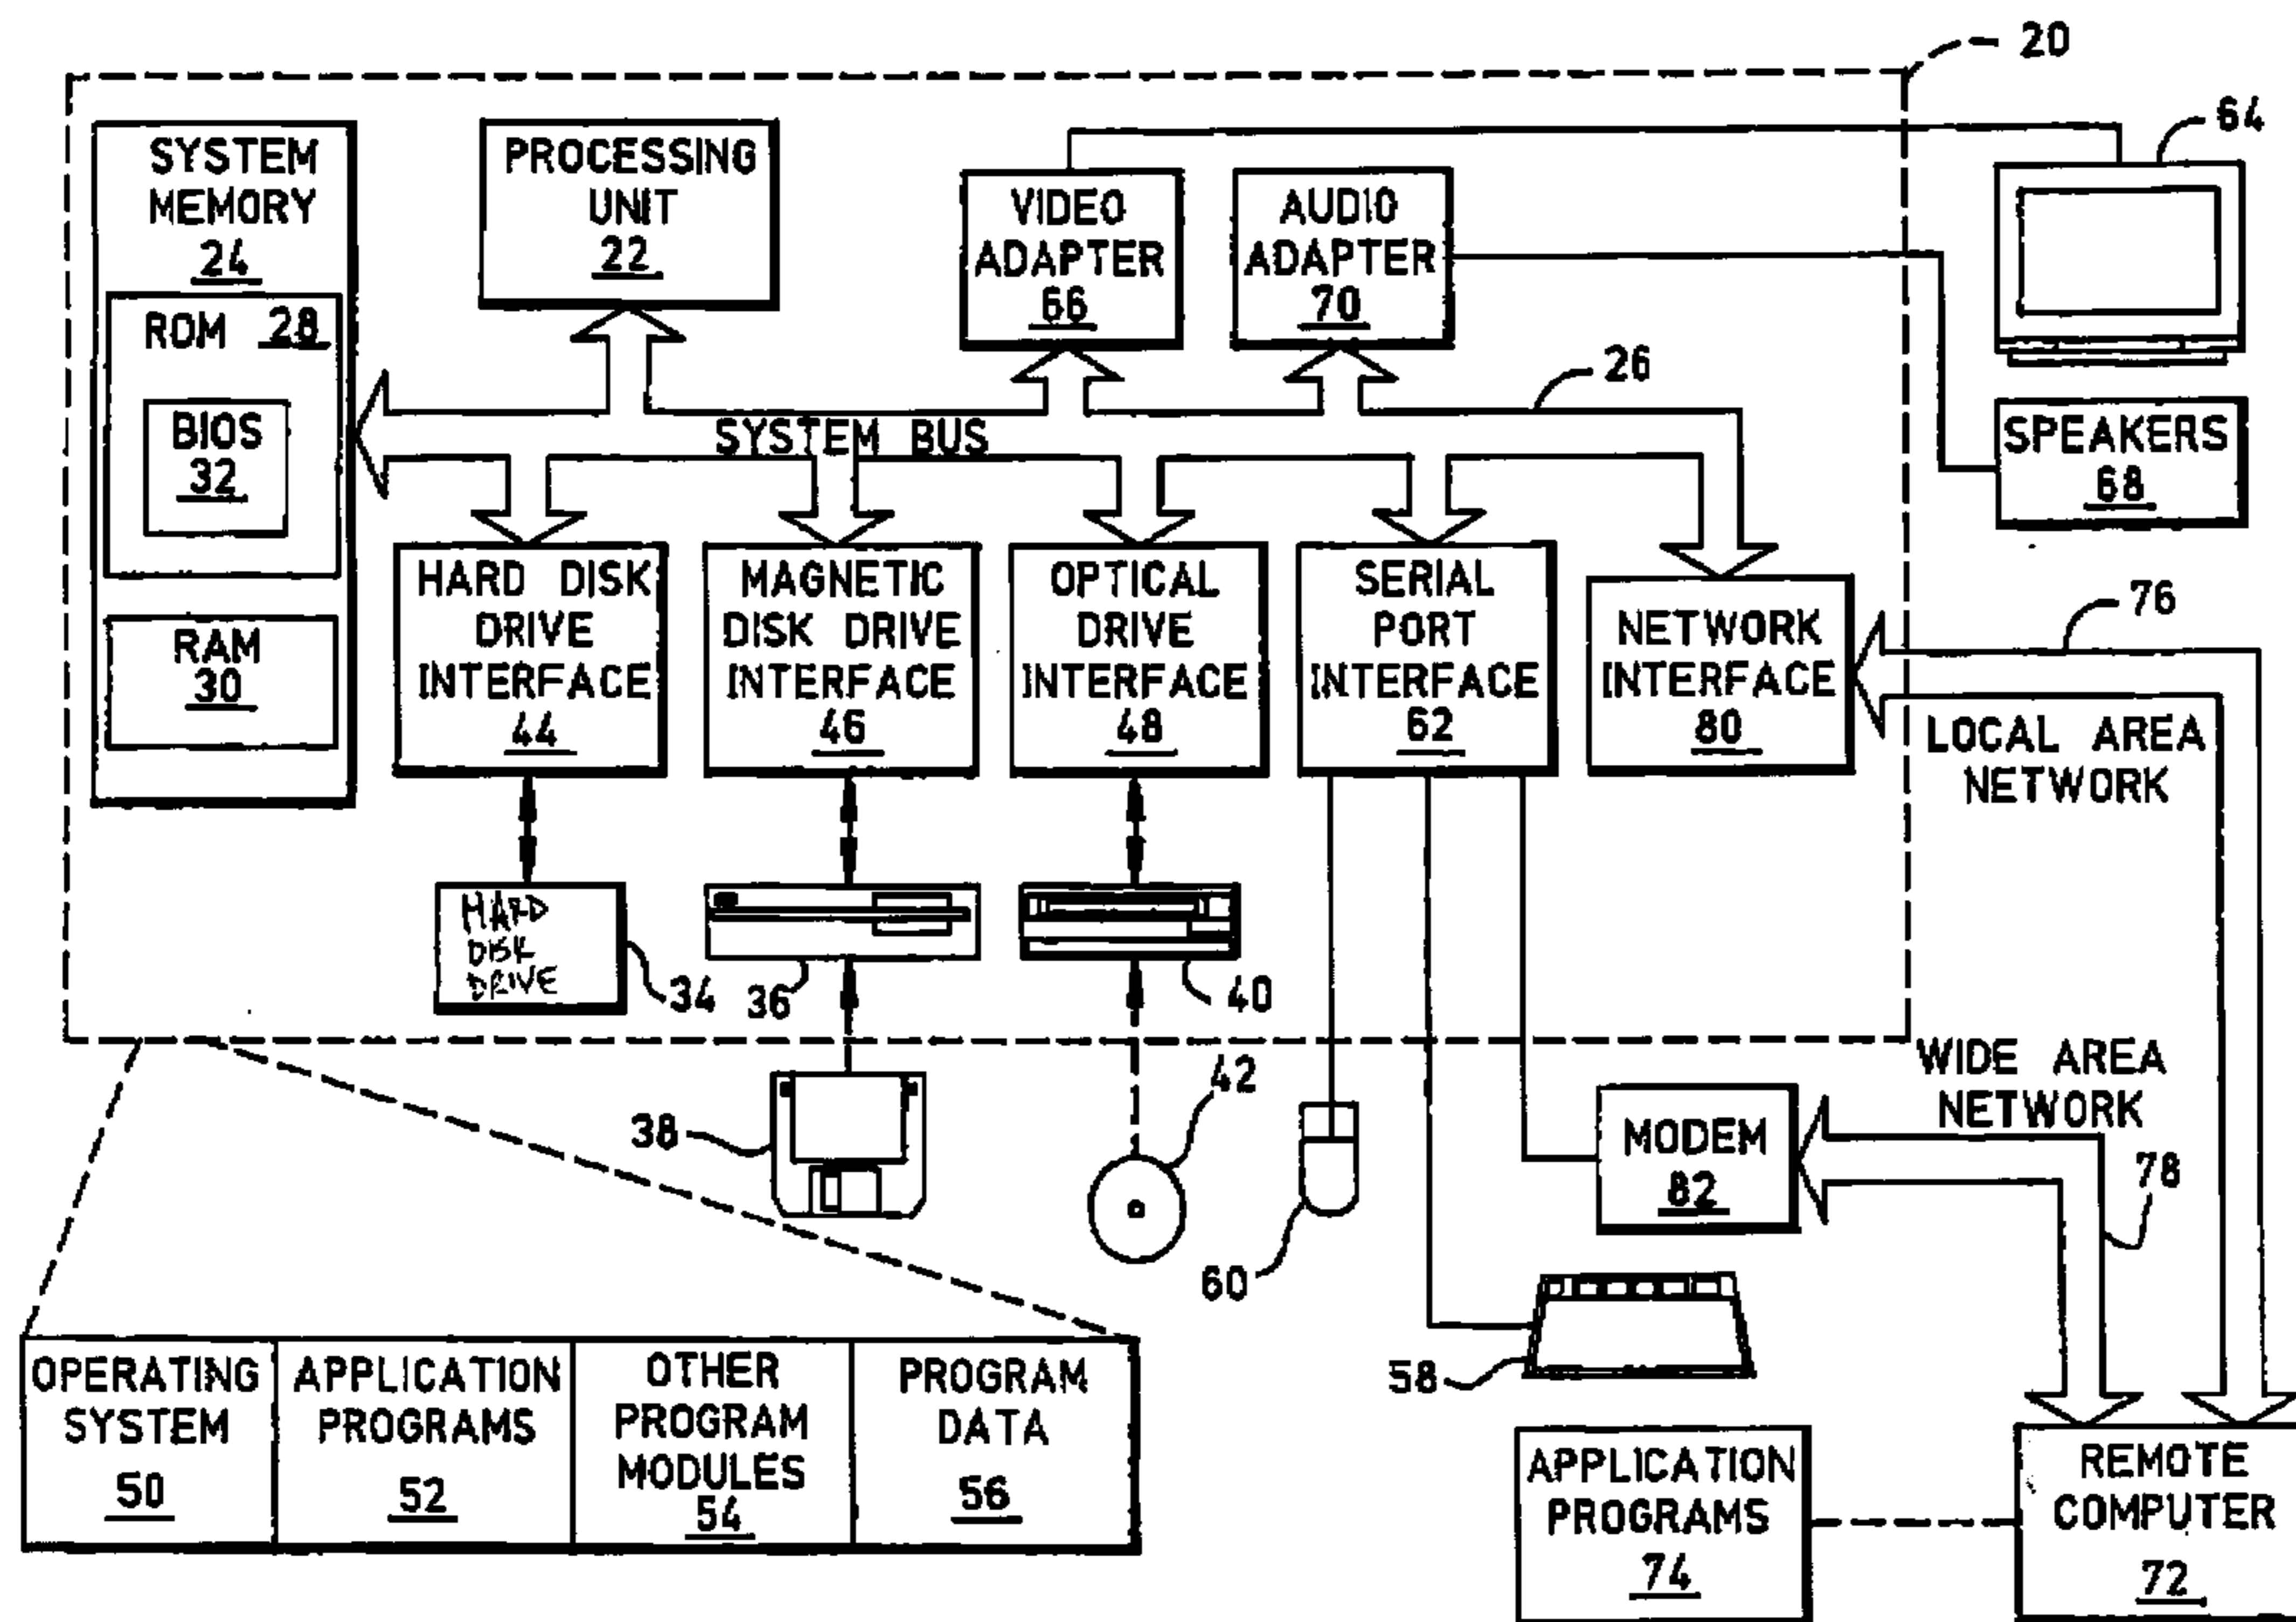 20
SYSTEM
MEMORY
24
ROM 28
BIOS
32
RAM
30
PROCESSING
UNIT
22
VIDEO
ADAPTER
66
AUDIO
ADAPTER
70
64
26
SYSTEM BUS
SPEAKERS
68
HARD DISK
DRIVE
INTERFACE
44
MAGNETIC
DISK DRIVE
INTERFACE
46
OPTICAL
DRIVE
INTERFACE
48
SERIAL
PORT
INTERFACE
62
NETWORK
INTERFACE
80
76
LOCAL AREA
NETWORK
HARD
DISK
DRIVE
34
36
40
38
42
60
MODEM
82
WIDE AREA
NETWORK
78
58
OPERATING
SYSTEM
50
APPLICATION
PROGRAMS
52
OTHER
PROGRAM
MODULES
54
PROGRAM
DATA
56
APPLICATION
PROGRAMS
74
REMOTE
COMPUTER
72